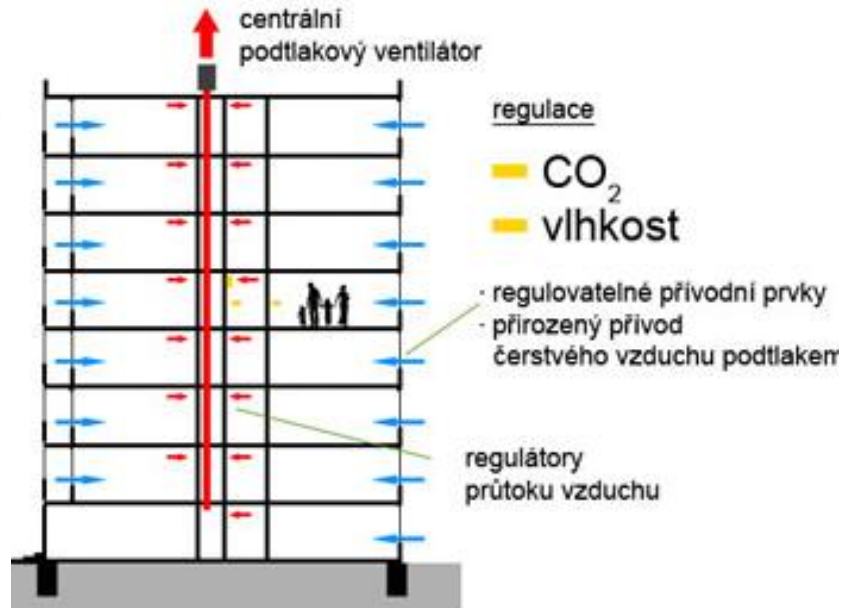 centrální
podtlakový ventilátor
regulace
CO₂
vlhkost
· regulovatelné přívodní prvky
· přirozený přívod
čerstvého vzduchu podtlakem
regulátory
průtoku vzduchu